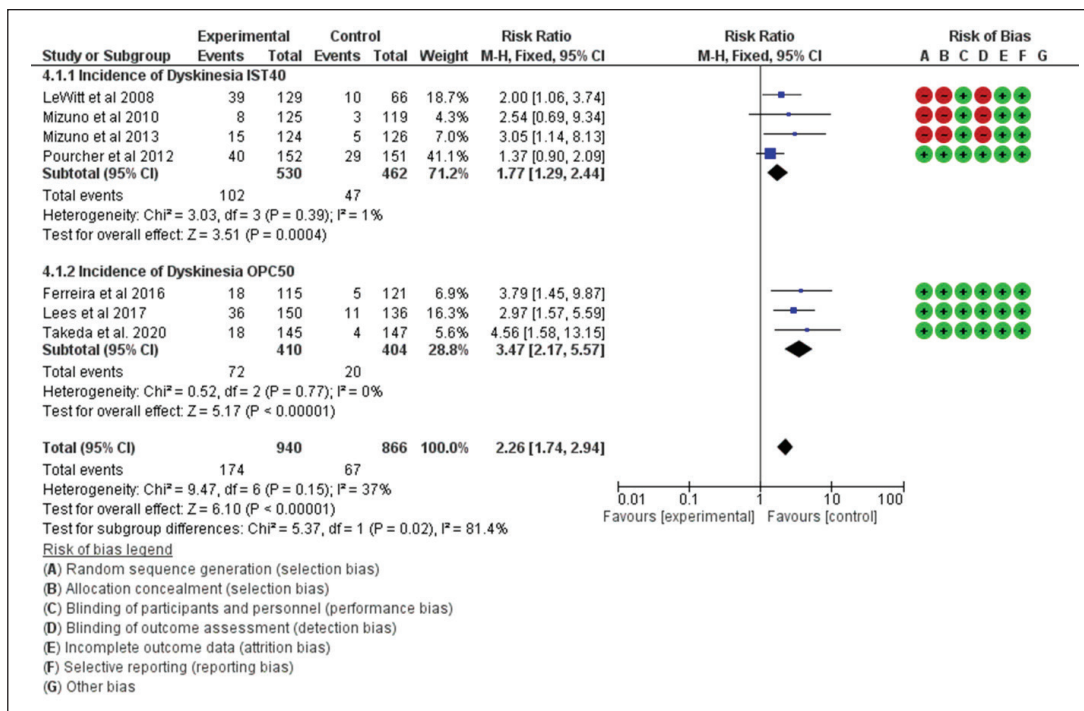 Experimental Control Risk Ratio Risk Ratio Risk of Bias
Study or Subgroup Events Total Events Total Weight M-H, Fixed, 95% CI M-H, Fixed, 95% CI A B C D E F G
4.1.1 Incidence of Dyskinesia IST40
LeWitt et al 2008 39 129 10 66 18.7% 2.00 [1.06, 3.74]
Mizuno et al 2010 8 125 3 119 4.3% 2.54 [0.69, 9.34]
Mizuno et al 2013 15 124 5 126 7.0% 3.05 [1.14, 8.13]
Pourcher et al 2012 40 152 29 151 41.1% 1.37 [0.90, 2.09]
Subtotal (95% CI) 530 462 71.2% 1.77 [1.29, 2.44]
Total events 102 47
Heterogeneity: Chi² = 3.03, df = 3 (P = 0.39); I² = 1%
Test for overall effect: Z = 3.51 (P = 0.0004)
4.1.2 Incidence of Dyskinesia OPC50
Ferreira et al 2016 18 115 5 121 6.9% 3.79 [1.45, 9.87]
Lees et al 2017 36 150 11 136 16.3% 2.97 [1.57, 5.59]
Takeda et al. 2020 18 145 4 147 5.6% 4.56 [1.58, 13.15]
Subtotal (95% CI) 410 404 28.8% 3.47 [2.17, 5.57]
Total events 72 20
Heterogeneity: Chi² = 0.52, df = 2 (P = 0.77); I² = 0%
Test for overall effect: Z = 5.17 (P < 0.00001)
Total (95% CI) 940 866 100.0% 2.26 [1.74, 2.94]
Total events 174 67
Heterogeneity: Chi² = 9.47, df = 6 (P = 0.15); I² = 37%
Test for overall effect: Z = 6.10 (P < 0.00001)
Test for subgroup differences: Chi² = 5.37, df = 1 (P = 0.02), I² = 81.4%
0.01 0.1 1 10 100
Favours [experimental] Favours [control]
Risk of bias legend
(A) Random sequence generation (selection bias)
(B) Allocation concealment (selection bias)
(C) Blinding of participants and personnel (performance bias)
(D) Blinding of outcome assessment (detection bias)
(E) Incomplete outcome data (attrition bias)
(F) Selective reporting (reporting bias)
(G) Other bias